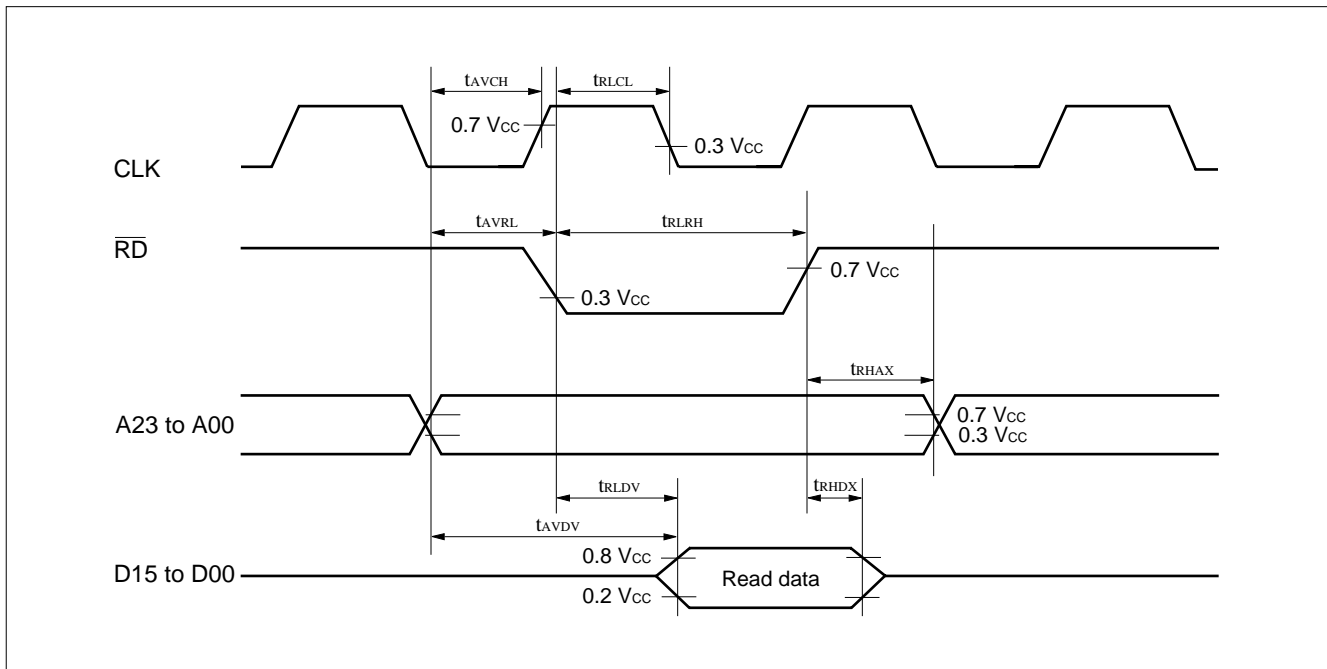 tAVCH
tRLCL
0.7 VCC
0.3 VCC
CLK
tAVRL
tRLRH
RD
0.7 VCC
0.3 VCC
tRHAX
A23 to A00
0.7 VCC
0.3 VCC
tRLDV
tRHDX
tAVDV
0.8 VCC
D15 to D00
Read data
0.2 VCC